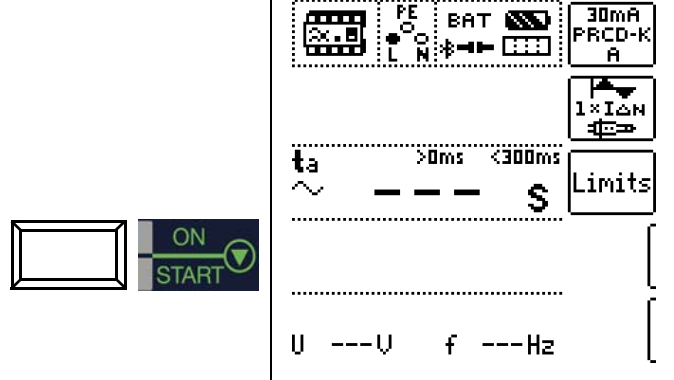 PE
BAT
L N
30mA
PRCD-K
A
1×IΔN
ta >0ms <300ms
--- s
Limits
ON
START
U ---V f ---Hz